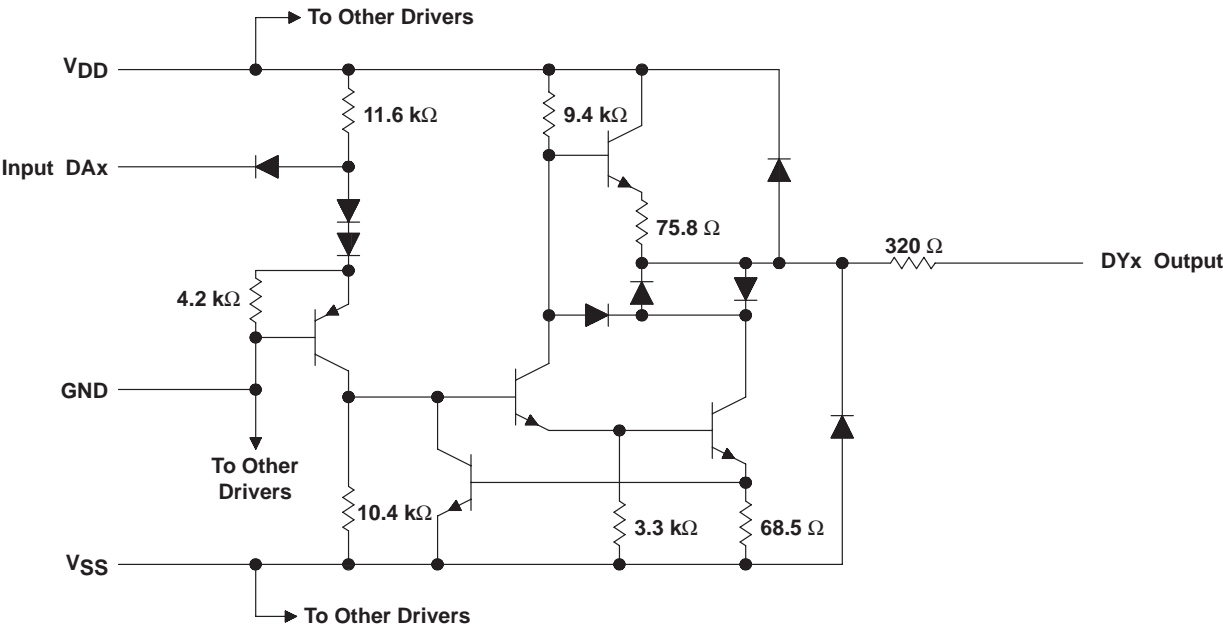 To Other Drivers
VDD
11.6 kΩ
9.4 kΩ
Input DAx
75.8 Ω
320 Ω
DYx Output
4.2 kΩ
GND
To Other
Drivers
10.4 kΩ
3.3 kΩ
68.5 Ω
VSS
To Other Drivers